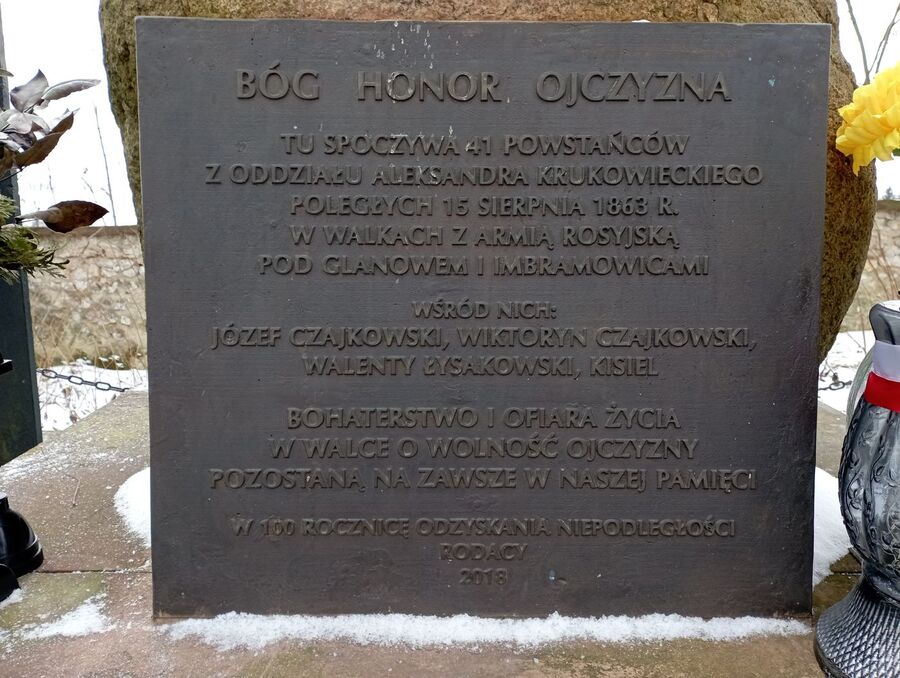 BÓG HONOR OJCZYZNA
TU SPOCZYWA 41 POWSTAŃCÓW
Z ODDZIAŁU ALEKSANDRA KRUKOWIECKIEGO
POLEGŁYCH 15 SIERPNIA 1863 R.
W WALKACH Z ARMIĄ ROSYJSKĄ
POD GLANOWEM I IMBRAMOWICAMI
WŚRÓD NICH:
JÓZEF CZAJKOWSKI, WIKTORYN CZAJKOWSKI,
WALENTY ŁYSAKOWSKI, KISIEL
BOHATERSTWO I OFIARA ŻYCIA
W WALCE O WOLNOŚĆ OJCZYZNY
POZOSTANĄ NA ZAWSZE W NASZEJ PAMIĘCI
W 100 ROCZNICĘ ODZYSKANIA NIEPODLEGŁOŚCI
RODACY
2018